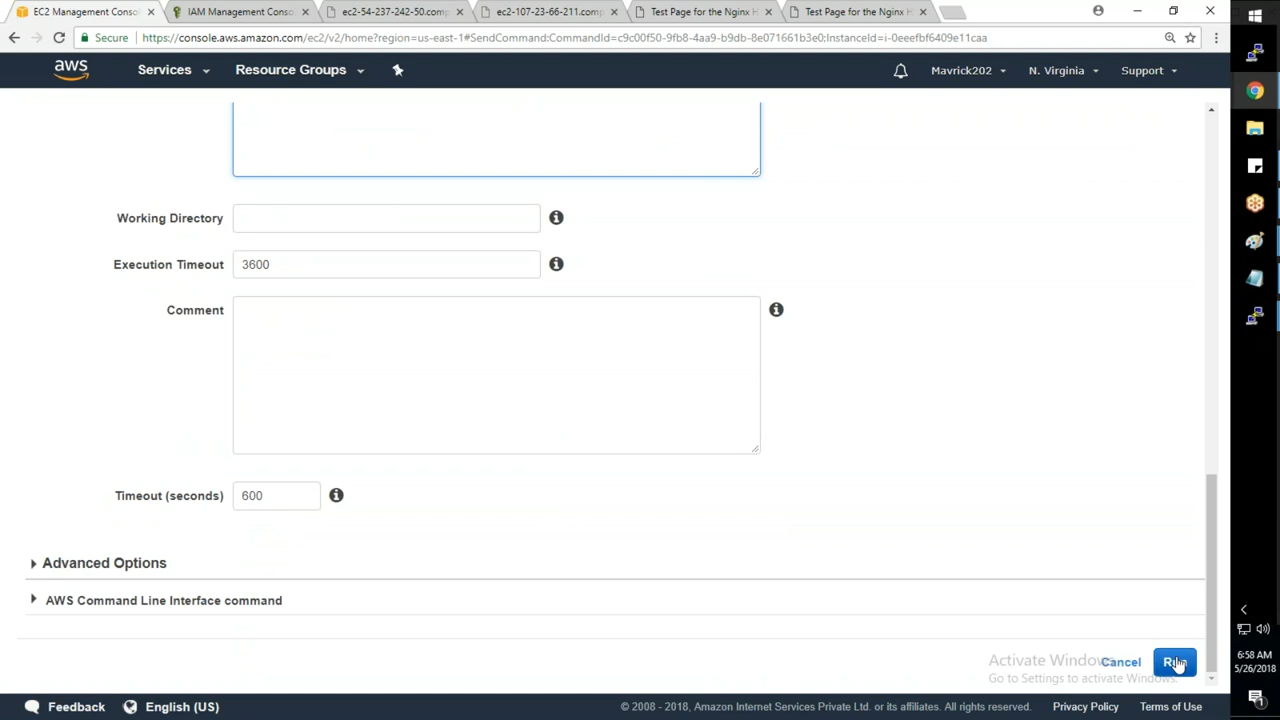 EC2 Management Conso
IAM Management Consc
ec2-54-237-242-50.comp
ec2-107-23-66-211.comp
Test Page for the Nginx H
Test Page for the Nginx H
Secure
https://console.aws.amazon.com/ec2/v2/home?region=us-east-1#SendCommand:CommandId=c9c00f50-9fb8-4aa9-b9db-8e071661b3e0;InstanceId=i-0eeefbf6409e11caa
aws
Services
Resource Groups
Mavrick202
N. Virginia
Support
Working Directory
Execution Timeout
3600
Comment
Timeout (seconds)
600
Advanced Options
AWS Command Line Interface command
Activate Windows
Go to Settings to activate Windows.
Cancel
Run
6:58 AM
5/26/2018
Feedback
English (US)
© 2008 - 2018, Amazon Internet Services Private Ltd. or its affiliates. All rights reserved.
Privacy Policy
Terms of Use